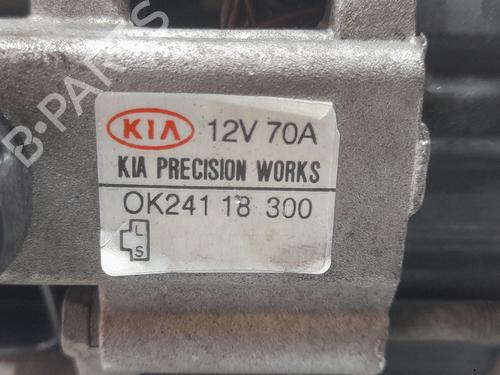 B-PARTS
KIA 12V 70A
KIA PRECISION WORKS
OK241 18 300
L
S